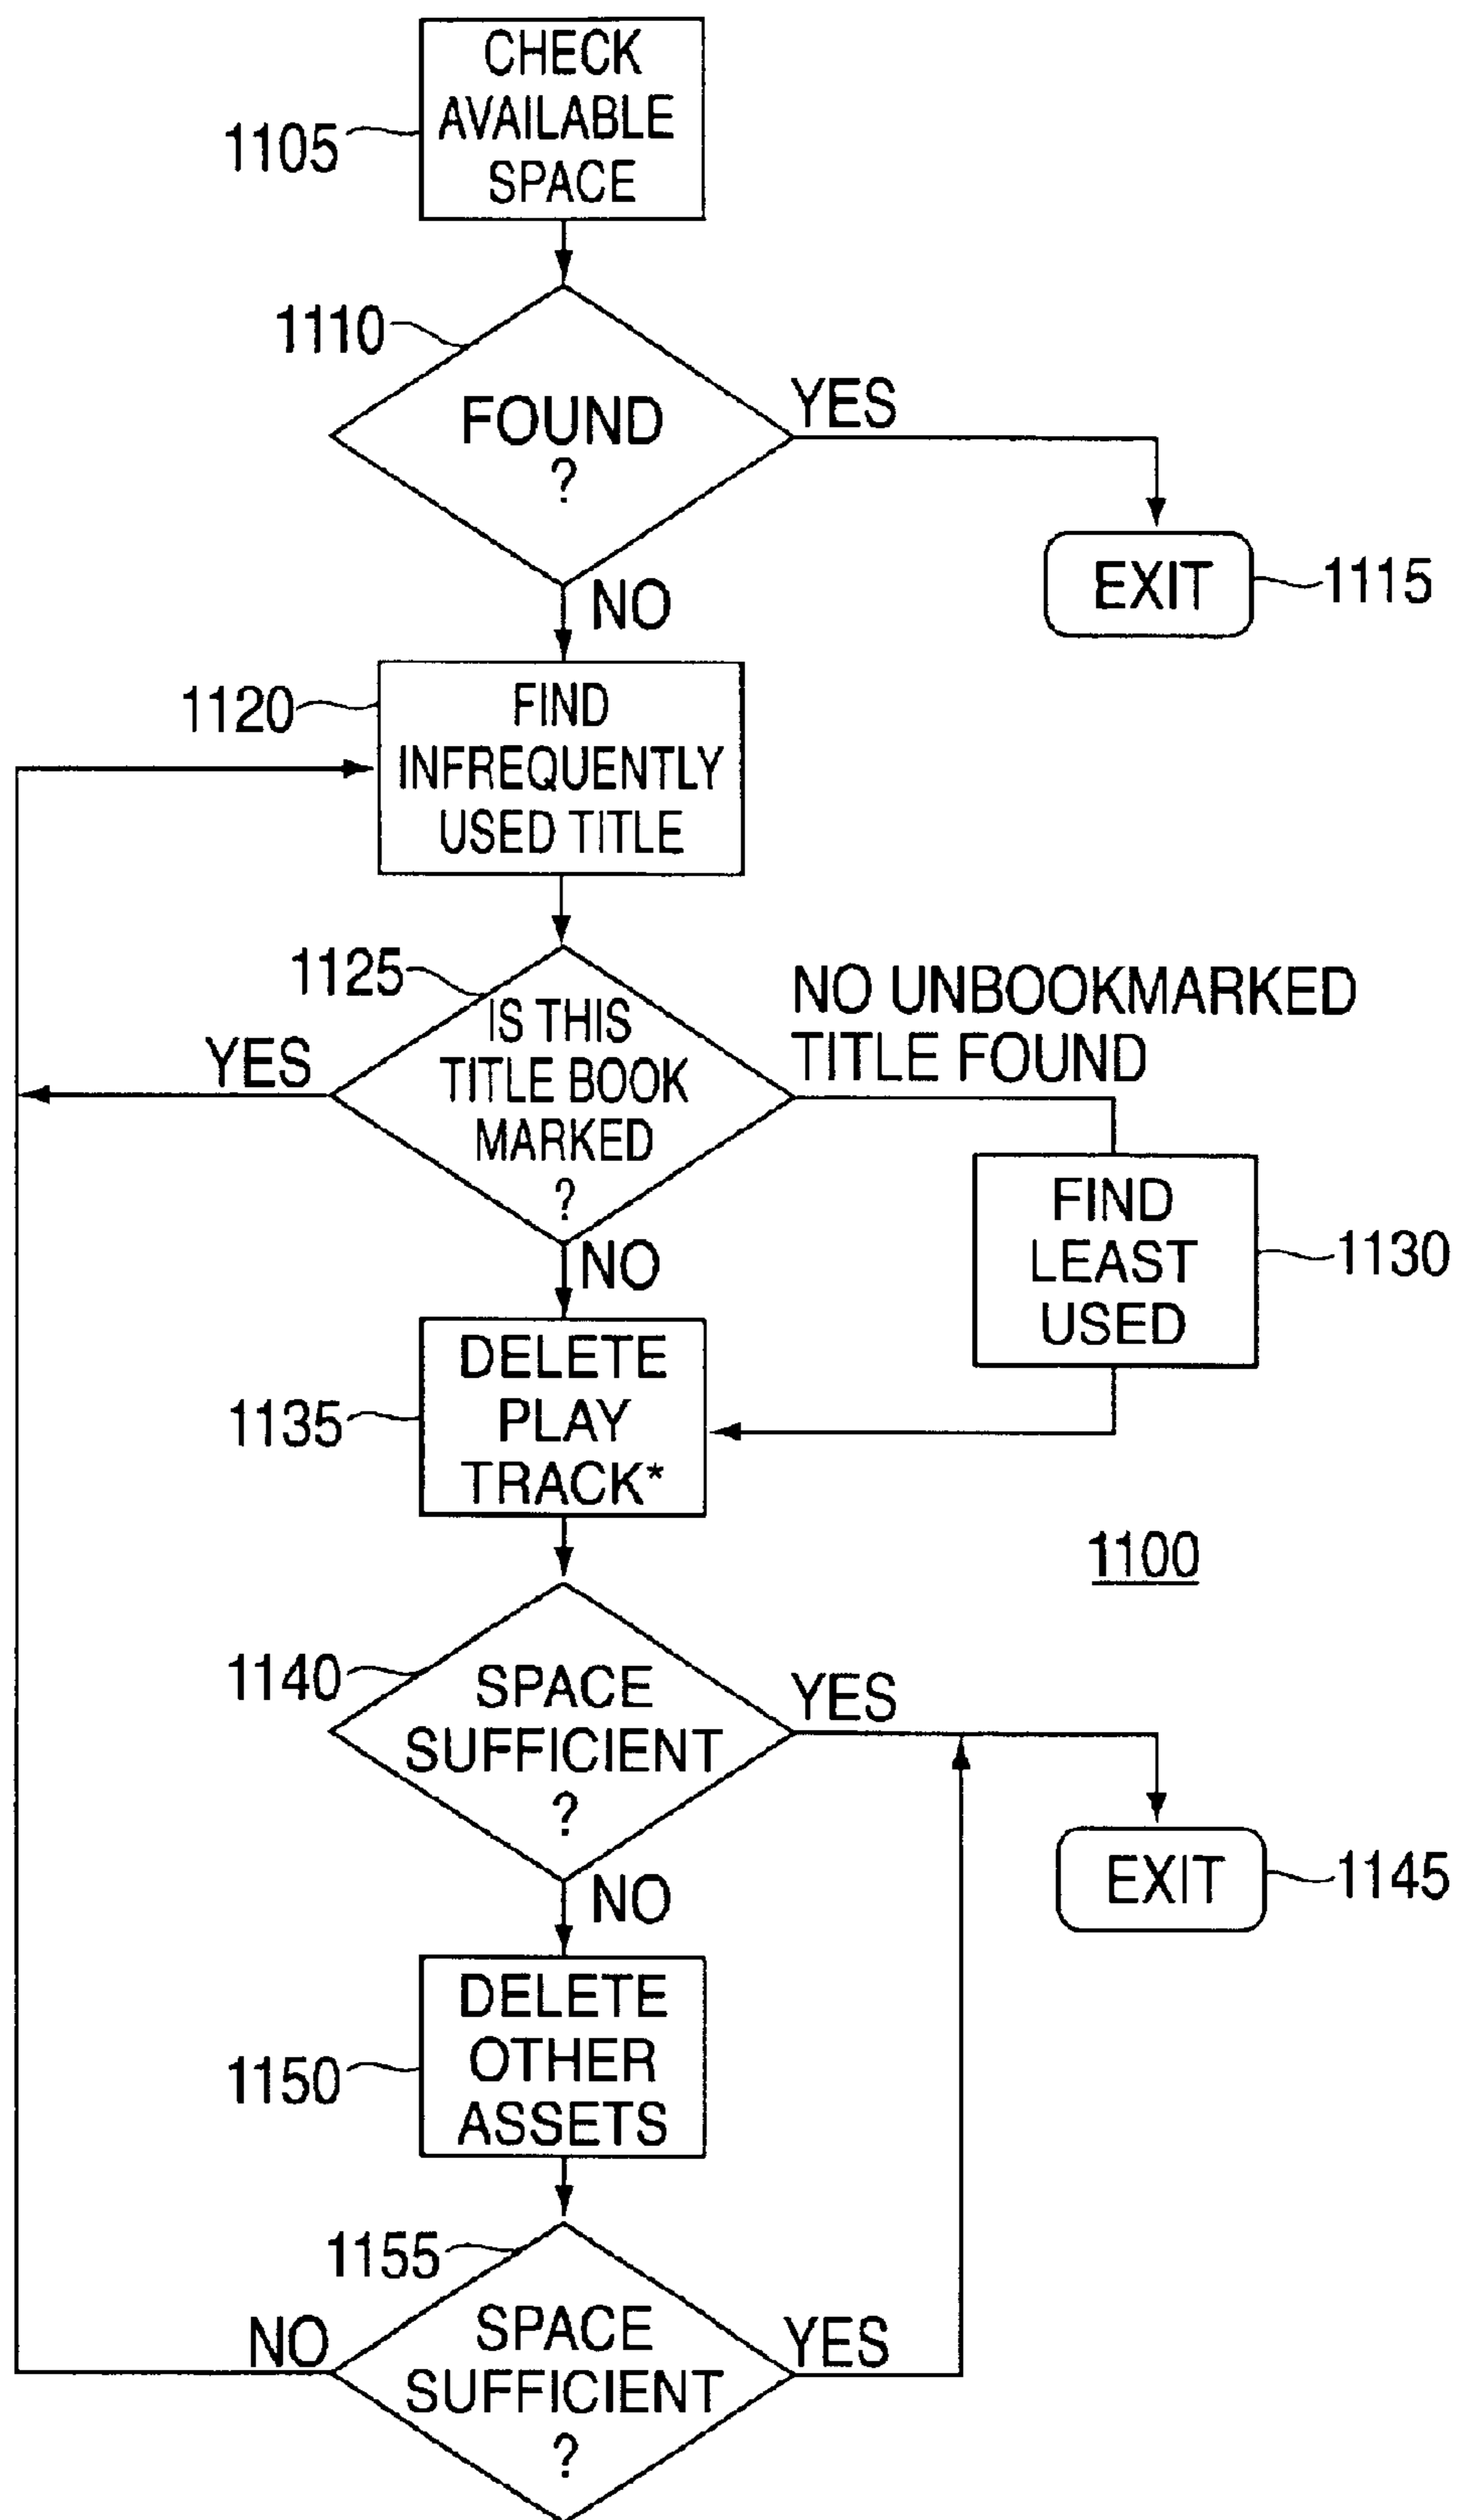 CHECK
AVAILABLE
SPACE
1105
1110
FOUND
?
YES
EXIT
1115
NO
1120
FIND
INFREQUENTLY
USED TITLE
1125
IS THIS
TITLE BOOK
MARKED
?
YES
NO UNBOOKMARKED
TITLE FOUND
FIND
LEAST
USED
1130
NO
1135
DELETE
PLAY
TRACK*
1100
1140
SPACE
SUFFICIENT
?
YES
EXIT
1145
NO
1150
DELETE
OTHER
ASSETS
1155
SPACE
SUFFICIENT
?
NO
YES